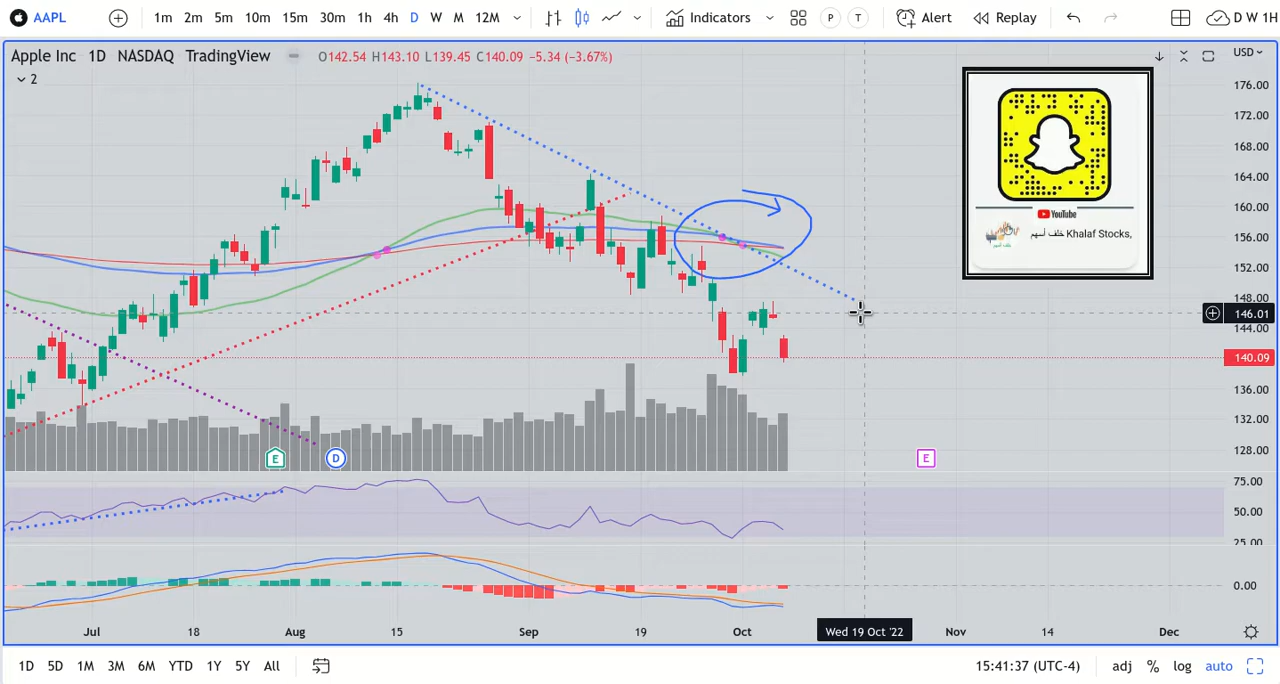 AAPL 1m 2m 5m 10m 15m 30m 1h 4h D W M 12M Indicators P T Alert Replay D W 1H
Apple Inc 1D NASDAQ TradingView O142.54 H143.10 L139.45 C140.09 −5.34 (−3.67%) USD
2
176.00
172.00
168.00
164.00
160.00
156.00
152.00
148.00
146.01
144.00
140.09
136.00
132.00
128.00
YouTube
خلف أسهم Khalaf Stocks,
E D E
75.00
50.00
25.00
0.00
Jul 18 Aug 15 Sep 19 Oct Wed 19 Oct '22 Nov 14 Dec
1D 5D 1M 3M 6M YTD 1Y 5Y All 15:41:37 (UTC-4) adj % log auto